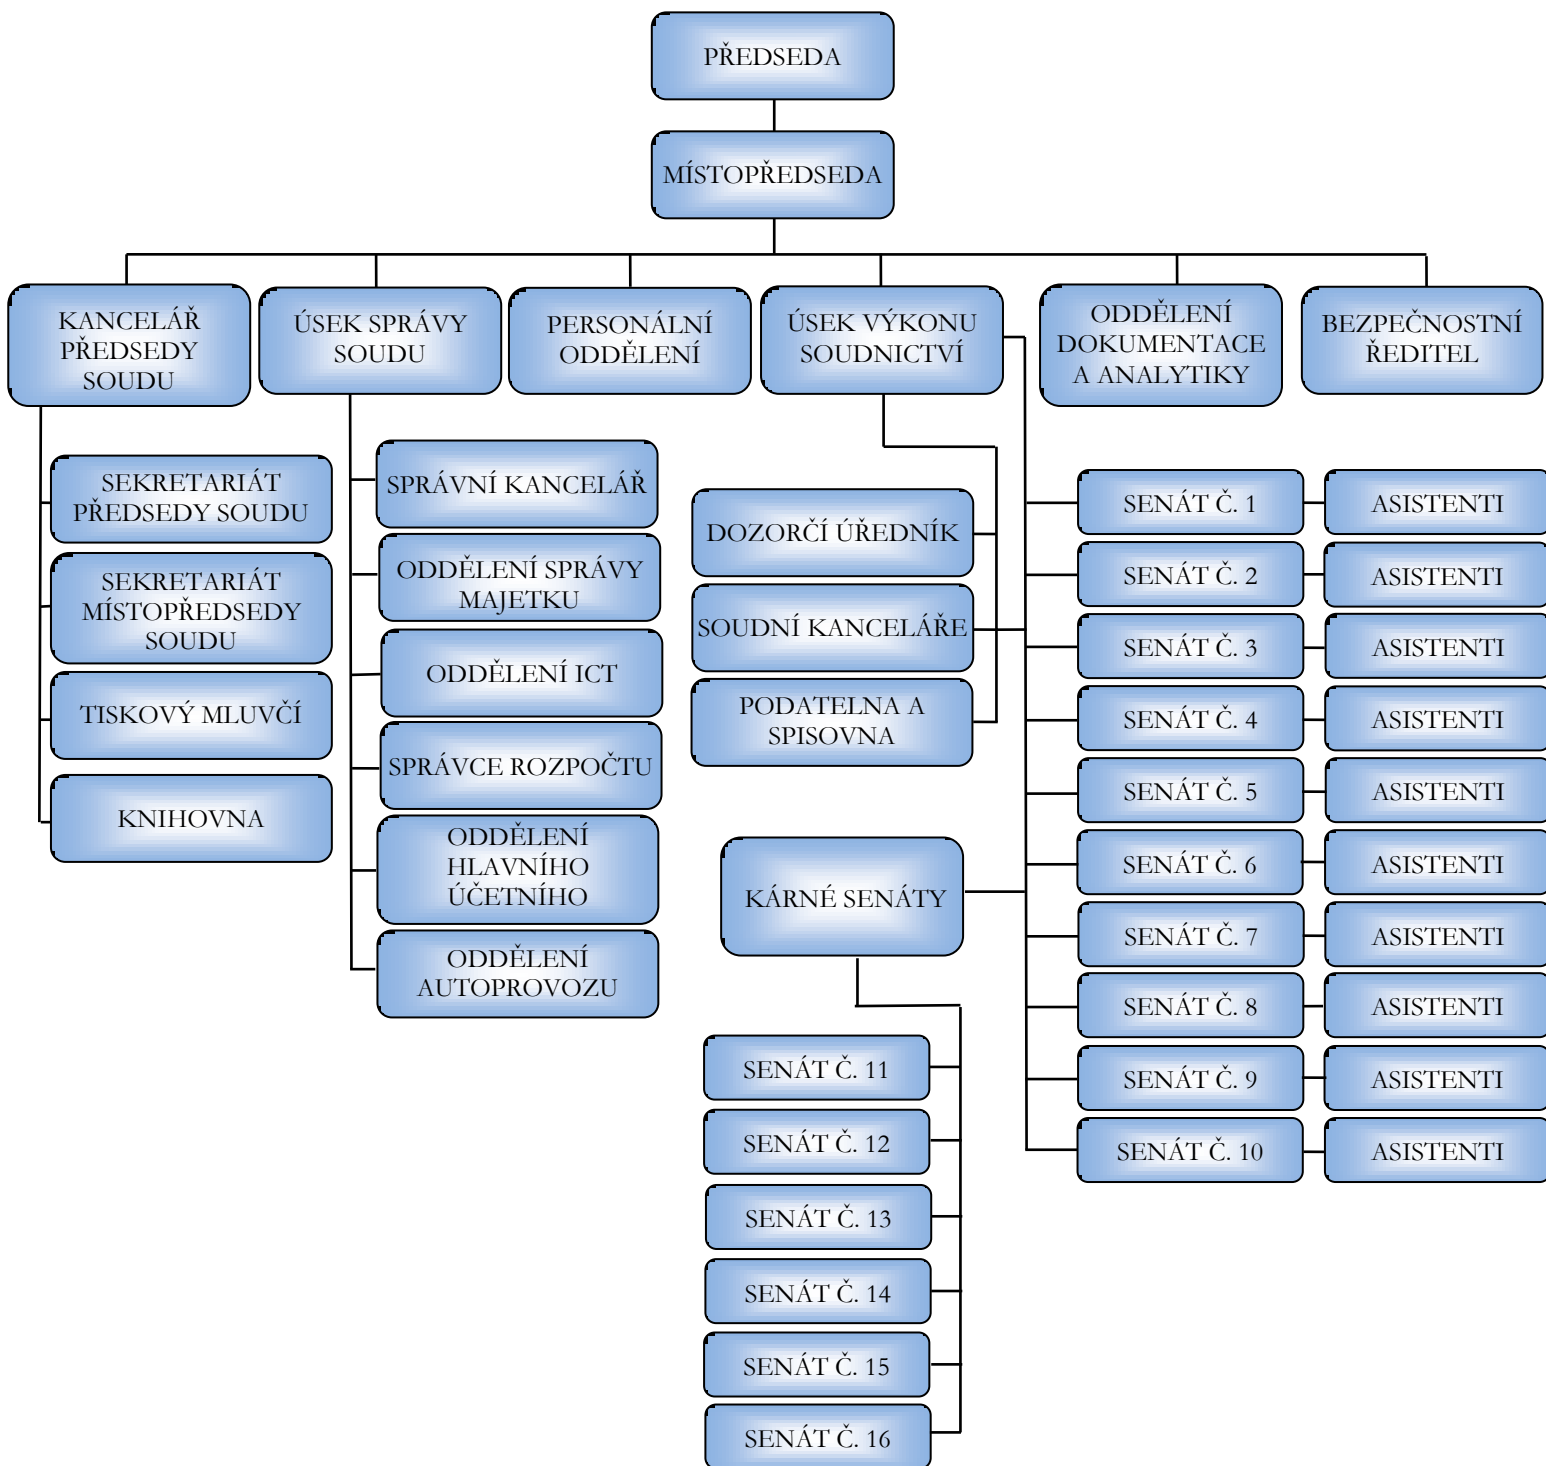 PŘEDSEDA
MÍSTOPŘEDSEDA
KANCELÁŘ
PŘEDSEDY
SOUDU
ÚSEK SPRÁVY
SOUDU
PERSONÁLNÍ
ODDĚLENÍ
ÚSEK VÝKONU
SOUDNICTVÍ
ODDĚLENÍ
DOKUMENTACE
A ANALYTIKY
BEZPEČNOSTNÍ
ŘEDITEL
SEKRETARIÁT
PŘEDSEDY SOUDU
SEKRETARIÁT
MÍSTOPŘEDSEDY
SOUDU
TISKOVÝ MLUVČÍ
KNIHOVNA
SPRÁVNÍ KANCELÁŘ
ODDĚLENÍ SPRÁVY
MAJETKU
ODDĚLENÍ ICT
SPRÁVCE ROZPOČTU
ODDĚLENÍ
HLAVNÍHO
ÚČETNÍHO
ODDĚLENÍ
AUTOPROVOZU
DOZORČÍ ÚŘEDNÍK
SOUDNÍ KANCELÁŘE
PODATELNA A
SPISOVNA
KÁRNÉ SENÁTY
SENÁT Č. 11
SENÁT Č. 12
SENÁT Č. 13
SENÁT Č. 14
SENÁT Č. 15
SENÁT Č. 16
SENÁT Č. 1
ASISTENTI
SENÁT Č. 2
ASISTENTI
SENÁT Č. 3
ASISTENTI
SENÁT Č. 4
ASISTENTI
SENÁT Č. 5
ASISTENTI
SENÁT Č. 6
ASISTENTI
SENÁT Č. 7
ASISTENTI
SENÁT Č. 8
ASISTENTI
SENÁT Č. 9
ASISTENTI
SENÁT Č. 10
ASISTENTI